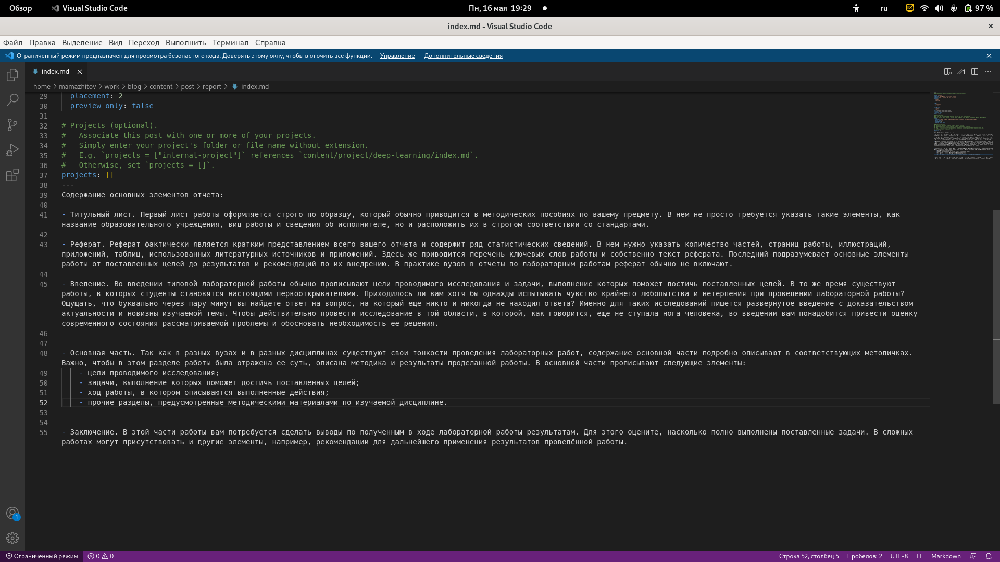 Обзор
Visual Studio Code
Пн, 16 мая 19:29
ru
97 %
index.md - Visual Studio Code
Файл Правка Выделение Вид Переход Выполнить Терминал Справка
Ограниченный режим предназначен для просмотра безопасного кода. Доверять этому окну, чтобы включить все функции. Управление Дополнительные сведения
index.md
home > mamazhitov > work > blog > content > post > report > index.md
29 placement: 2
30 preview_only: false
31
32 # Projects (optional).
33 #   Associate this post with one or more of your projects.
34 #   Simply enter your project's folder or file name without extension.
35 #   E.g. `projects = ["internal-project"]` references `content/project/deep-learning/index.md`.
36 #   Otherwise, set `projects = []`.
37 projects: []
38 ---
39 Содержание основных элементов отчета:
40
41 - Титульный лист. Первый лист работы оформляется строго по образцу, который обычно приводится в методических пособиях по вашему предмету. В нем не просто требуется указать такие элементы, как
название образовательного учреждения, вид работы и сведения об исполнителе, но и расположить их в строгом соответствии со стандартами.
42
43 - Реферат. Реферат фактически является кратким представлением всего вашего отчета и содержит ряд статистических сведений. В нем нужно указать количество частей, страниц работы, иллюстраций,
приложений, таблиц, использованных литературных источников и приложений. Здесь же приводится перечень ключевых слов работы и собственно текст реферата. Последний подразумевает основные элементы
работы от поставленных целей до результатов и рекомендаций по их внедрению. В практике вузов в отчеты по лабораторным работам реферат обычно не включают.
44
45 - Введение. Во введении типовой лабораторной работы обычно прописывают цели проводимого исследования и задачи, выполнение которых поможет достичь поставленных целей. В то же время существуют
работы, в которых студенты становятся настоящими первооткрывателями. Приходилось ли вам хотя бы однажды испытывать чувство крайнего любопытства и нетерпения при проведении лабораторной работы?
Ощущать, что буквально через пару минут вы найдете ответ на вопрос, на который еще никто и никогда не находил ответа? Именно для таких исследований пишется развернутое введение с доказательством
актуальности и новизны изучаемой темы. Чтобы действительно провести исследование в той области, в которой, как говорится, еще не ступала нога человека, во введении вам понадобится привести оценку
современного состояния рассматриваемой проблемы и обосновать необходимость ее решения.
46
47
48 - Основная часть. Так как в разных вузах и в разных дисциплинах существуют свои тонкости проведения лабораторных работ, содержание основной части подробно описывают в соответствующих методичках.
Важно, чтобы в этом разделе работы была отражена ее суть, описана методика и результаты проделанной работы. В основной части прописывают следующие элементы:
49 - цели проводимого исследования;
50 - задачи, выполнение которых поможет достичь поставленных целей;
51 - ход работы, в котором описываются выполненные действия;
52 - прочие разделы, предусмотренные методическими материалами по изучаемой дисциплине.
53
54
55 - Заключение. В этой части работы вам потребуется сделать выводы по полученным в ходе лабораторной работы результатам. Для этого оцените, насколько полно выполнены поставленные задачи. В сложных
работах могут присутствовать и другие элементы, например, рекомендации для дальнейшего применения результатов проведённой работы.
1
Ограниченный режим 0 0
Строка 52, столбец 5 Пробелов: 2 UTF-8 LF Markdown